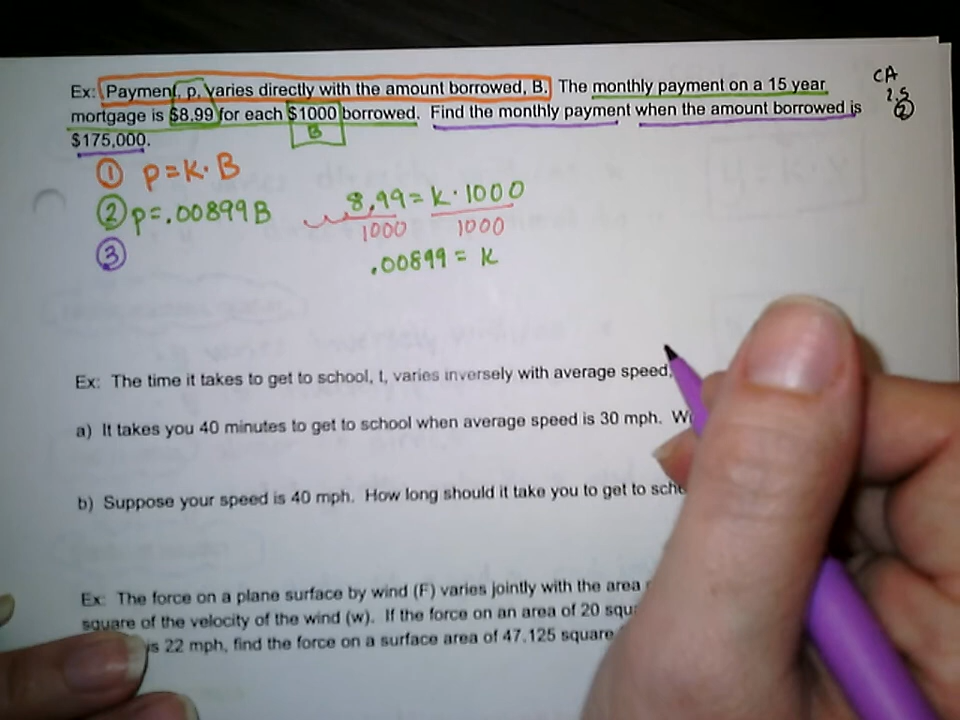 Ex: Payment, p, varies directly with the amount borrowed, B. The monthly payment on a 15 year
mortgage is $8.99 for each $1000 borrowed. Find the monthly payment when the amount borrowed is
$175,000.
B
CA
2.5
2
1 p=K·B
2 p=.00899B
8.99=k·1000
1000 1000
.00899=k
3
Ex: The time it takes to get to school, t, varies inversely with average speed,
a) It takes you 40 minutes to get to school when average speed is 30 mph.
b) Suppose your speed is 40 mph. How long should it take you to get to
Ex: The force on a plane surface by wind (F) varies jointly with the area
square of the velocity of the wind (w). If the force on an area of 20
is 22 mph, find the force on a surface area of 47.125 square